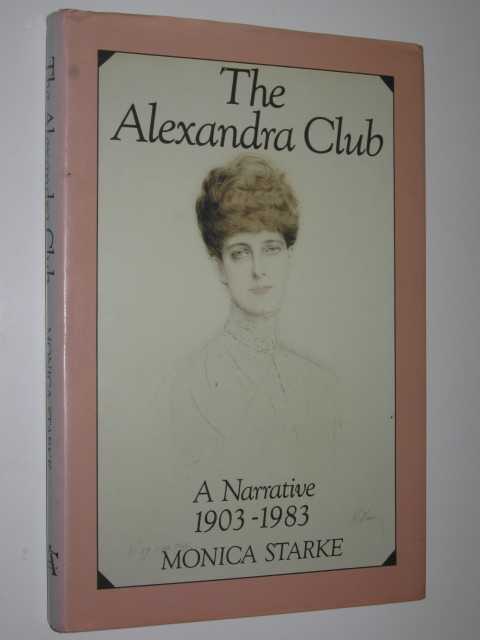 The
Alexandra Club
A Narrative
1903-1983
MONICA STARKE
The Alexandra Club MONICA STARKE